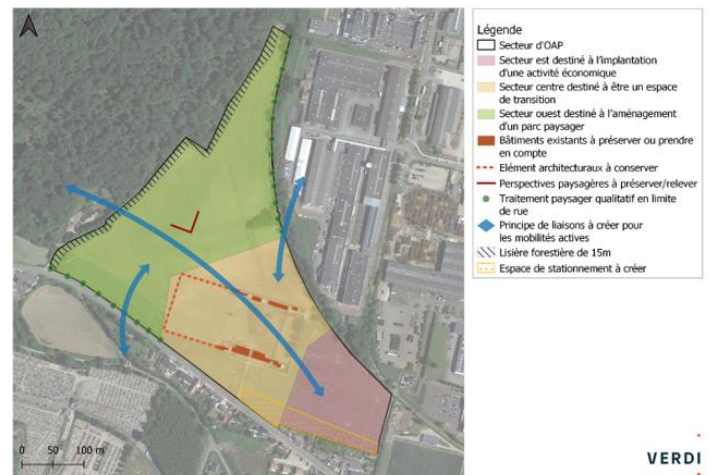 Légende
Secteur d'OAP
Secteur est destiné à l'implantation
d'une activité économique
Secteur centre destiné à être un espace
de transition
Secteur ouest destiné à l'aménagement
d'un parc paysager
Bâtiments existants à préserver ou prendre
en compte
Elément architecturaux à conserver
Perspectives paysagères à préserver/relever
Traitement paysager qualitatif en limite
de rue
Principe de liaisons à créer pour
les mobilités actives
Lisière forestière de 15m
Espace de stationnement à créer
0 50 100 m
VERDI